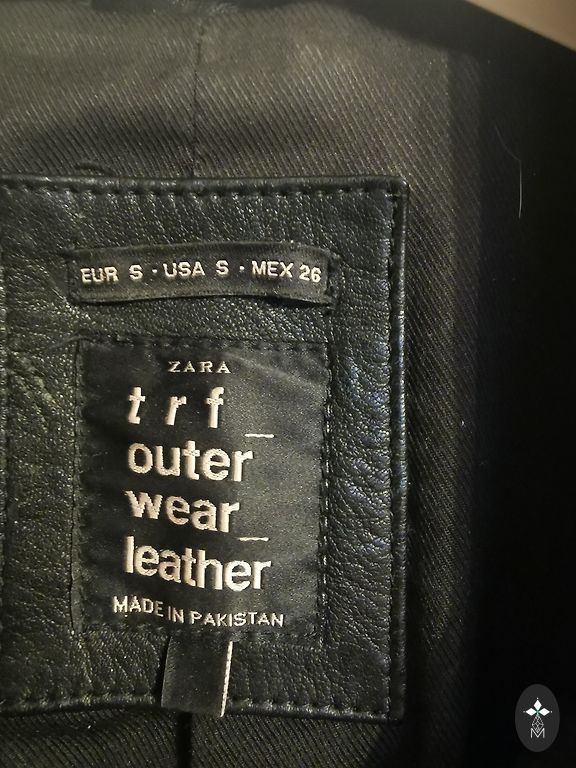 EUR S · USA S · MEX 26
ZARA
trf_
outer
wear_
leather
MADE IN PAKISTAN